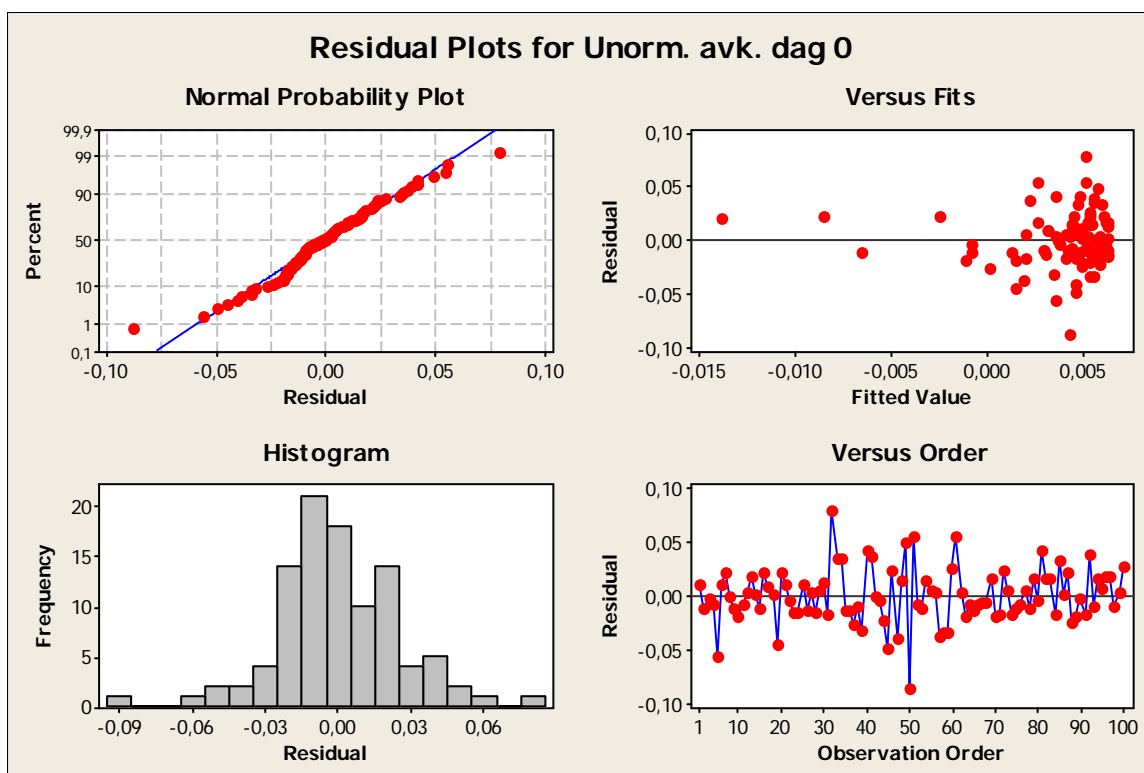 Residual Plots for Unorm. avk. dag 0
Normal Probability Plot
99,9
99
90
50
10
1
0,1
Percent
-0,10 -0,05 0,00 0,05 0,10
Residual
Versus Fits
0,10
0,05
0,00
-0,05
-0,10
Residual
-0,015 -0,010 -0,005 0,000 0,005
Fitted Value
Histogram
20
15
10
5
0
Frequency
-0,09 -0,06 -0,03 0,00 0,03 0,06
Residual
Versus Order
0,10
0,05
0,00
-0,05
-0,10
Residual
1 10 20 30 40 50 60 70 80 90 100
Observation Order